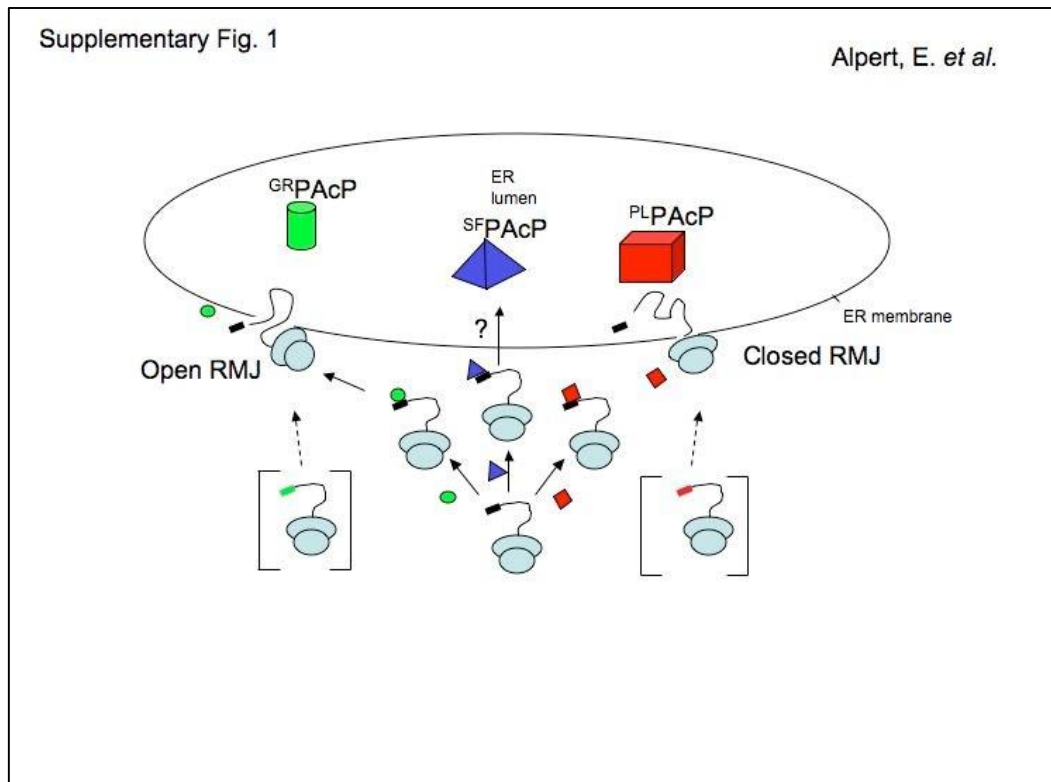 Supplementary Fig. 1
Alpert, E. et al.
GRPAcP
ER
lumen
SFPAcP
PLPAcP
ER membrane
?
Open RMJ
Closed RMJ